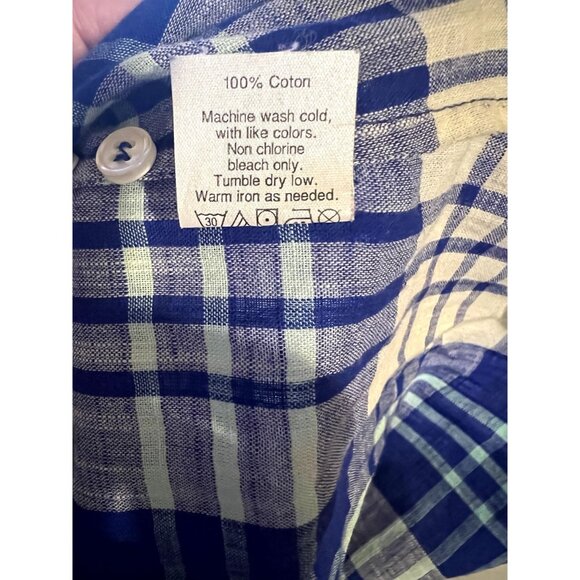 100% Coton
Machine wash cold,
with like colors.
Non chlorine
bleach only.
Tumble dry low.
Warm iron as needed.
30